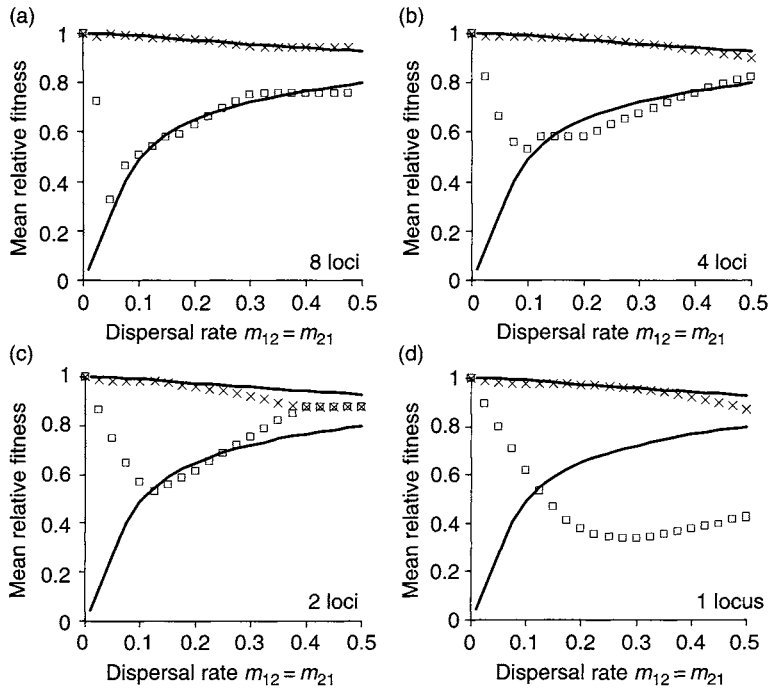 (a)
Mean relative fitness
1
0.8
0.6
0.4
0.2
0
0 0.1 0.2 0.3 0.4 0.5
8 loci
Dispersal rate m12 = m21
(b)
Mean relative fitness
1
0.8
0.6
0.4
0.2
0
0 0.1 0.2 0.3 0.4 0.5
4 loci
Dispersal rate m12 = m21
(c)
Mean relative fitness
1
0.8
0.6
0.4
0.2
0
0 0.1 0.2 0.3 0.4 0.5
2 loci
Dispersal rate m12 = m21
(d)
Mean relative fitness
1
0.8
0.6
0.4
0.2
0
0 0.1 0.2 0.3 0.4 0.5
1 locus
Dispersal rate m12 = m21